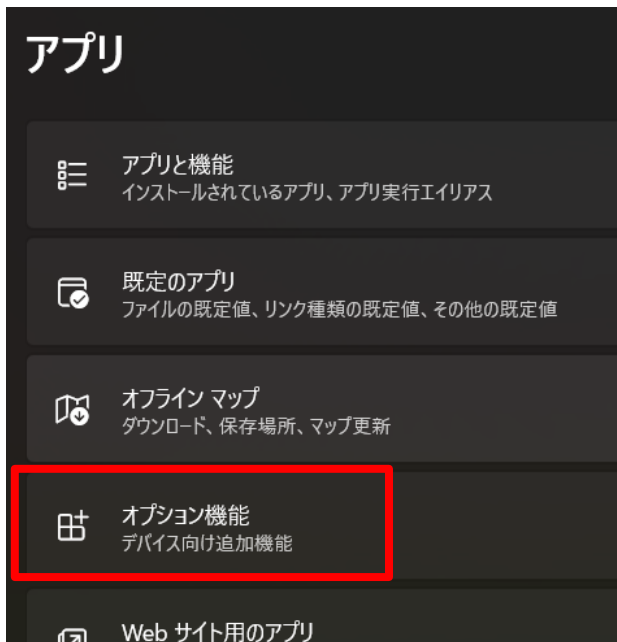 アプリ
アプリと機能
インストールされているアプリ、アプリ実行エイリアス
既定のアプリ
ファイルの既定値、リンク種類の既定値、その他の既定値
オフライン マップ
ダウンロード、保存場所、マップ更新
オプション機能
デバイス向け追加機能
Web サイト用のアプリ